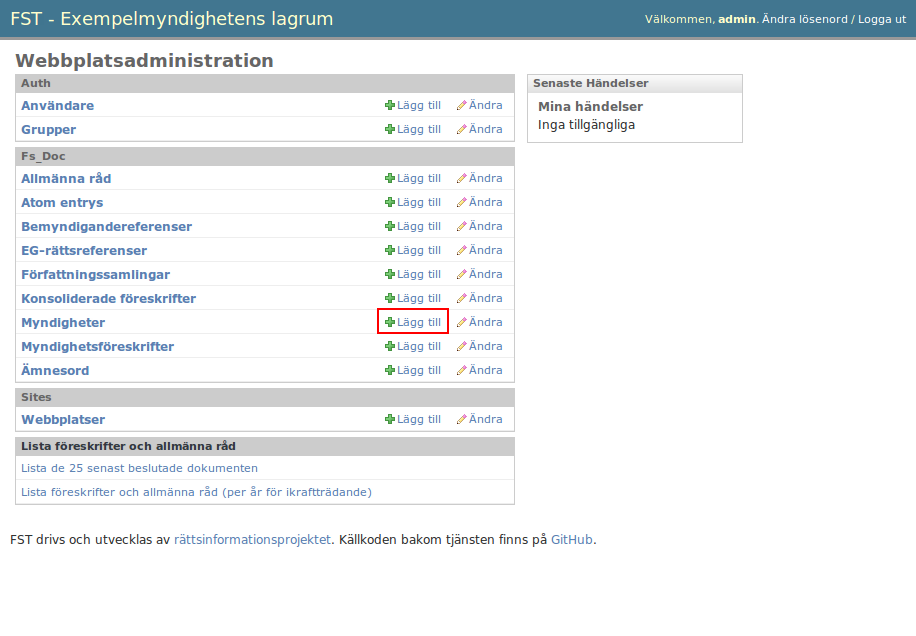 FST - Exempelmyndighetens lagrum
Välkommen, admin. Ändra lösenord / Logga ut
Webbplatsadministration
Auth
Användare Lägg till Ändra
Grupper Lägg till Ändra
Fs_Doc
Allmänna råd Lägg till Ändra
Atom entrys Lägg till Ändra
Bemyndigandereferenser Lägg till Ändra
EG-rättsreferenser Lägg till Ändra
Författningssamlingar Lägg till Ändra
Konsoliderade föreskrifter Lägg till Ändra
Myndigheter Lägg till Ändra
Myndighetsföreskrifter Lägg till Ändra
Ämnesord Lägg till Ändra
Sites
Webbplatser Lägg till Ändra
Lista föreskrifter och allmänna råd
Lista de 25 senast beslutade dokumenten
Lista föreskrifter och allmänna råd (per år för ikraftträdande)
Senaste Händelser
Mina händelser
Inga tillgängliga
FST drivs och utvecklas av rättsinformationsprojektet. Källkoden bakom tjänsten finns på GitHub.